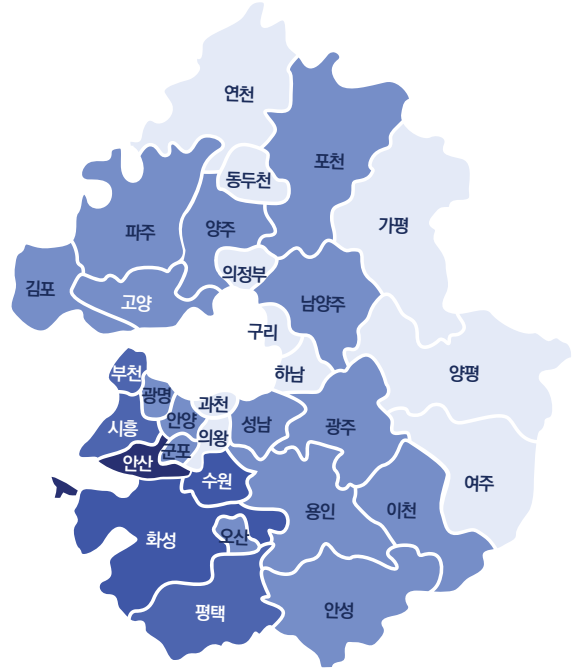 연천
포천
동두천
가평
양주
파주
의정부
김포
고양
남양주
구리
하남
양평
부천
광명
과천
안양
성남
광주
시흥
의왕
군포
안산
수원
여주
용인
이천
오산
화성
안성
평택